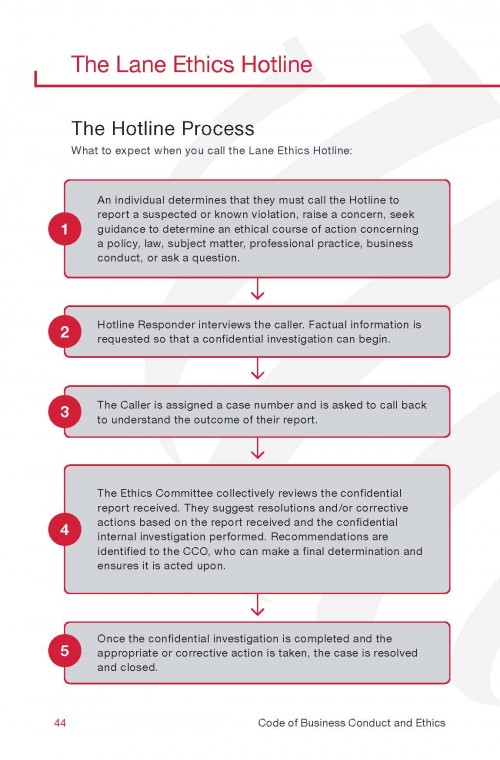 The Lane Ethics Hotline
The Hotline Process
What to expect when you call the Lane Ethics Hotline:
1
An individual determines that they must call the Hotline to
report a suspected or known violation, raise a concern, seek
guidance to determine an ethical course of action concerning
a policy, law, subject matter, professional practice, business
conduct, or ask a question.
2
Hotline Responder interviews the caller. Factual information is
requested so that a confidential investigation can begin.
3
The Caller is assigned a case number and is asked to call back
to understand the outcome of their report.
4
The Ethics Committee collectively reviews the confidential
report received. They suggest resolutions and/or corrective
actions based on the report received and the confidential
internal investigation performed. Recommendations are
identified to the CCO, who can make a final determination and
ensures it is acted upon.
5
Once the confidential investigation is completed and the
appropriate or corrective action is taken, the case is resolved
and closed.
44
Code of Business Conduct and Ethics